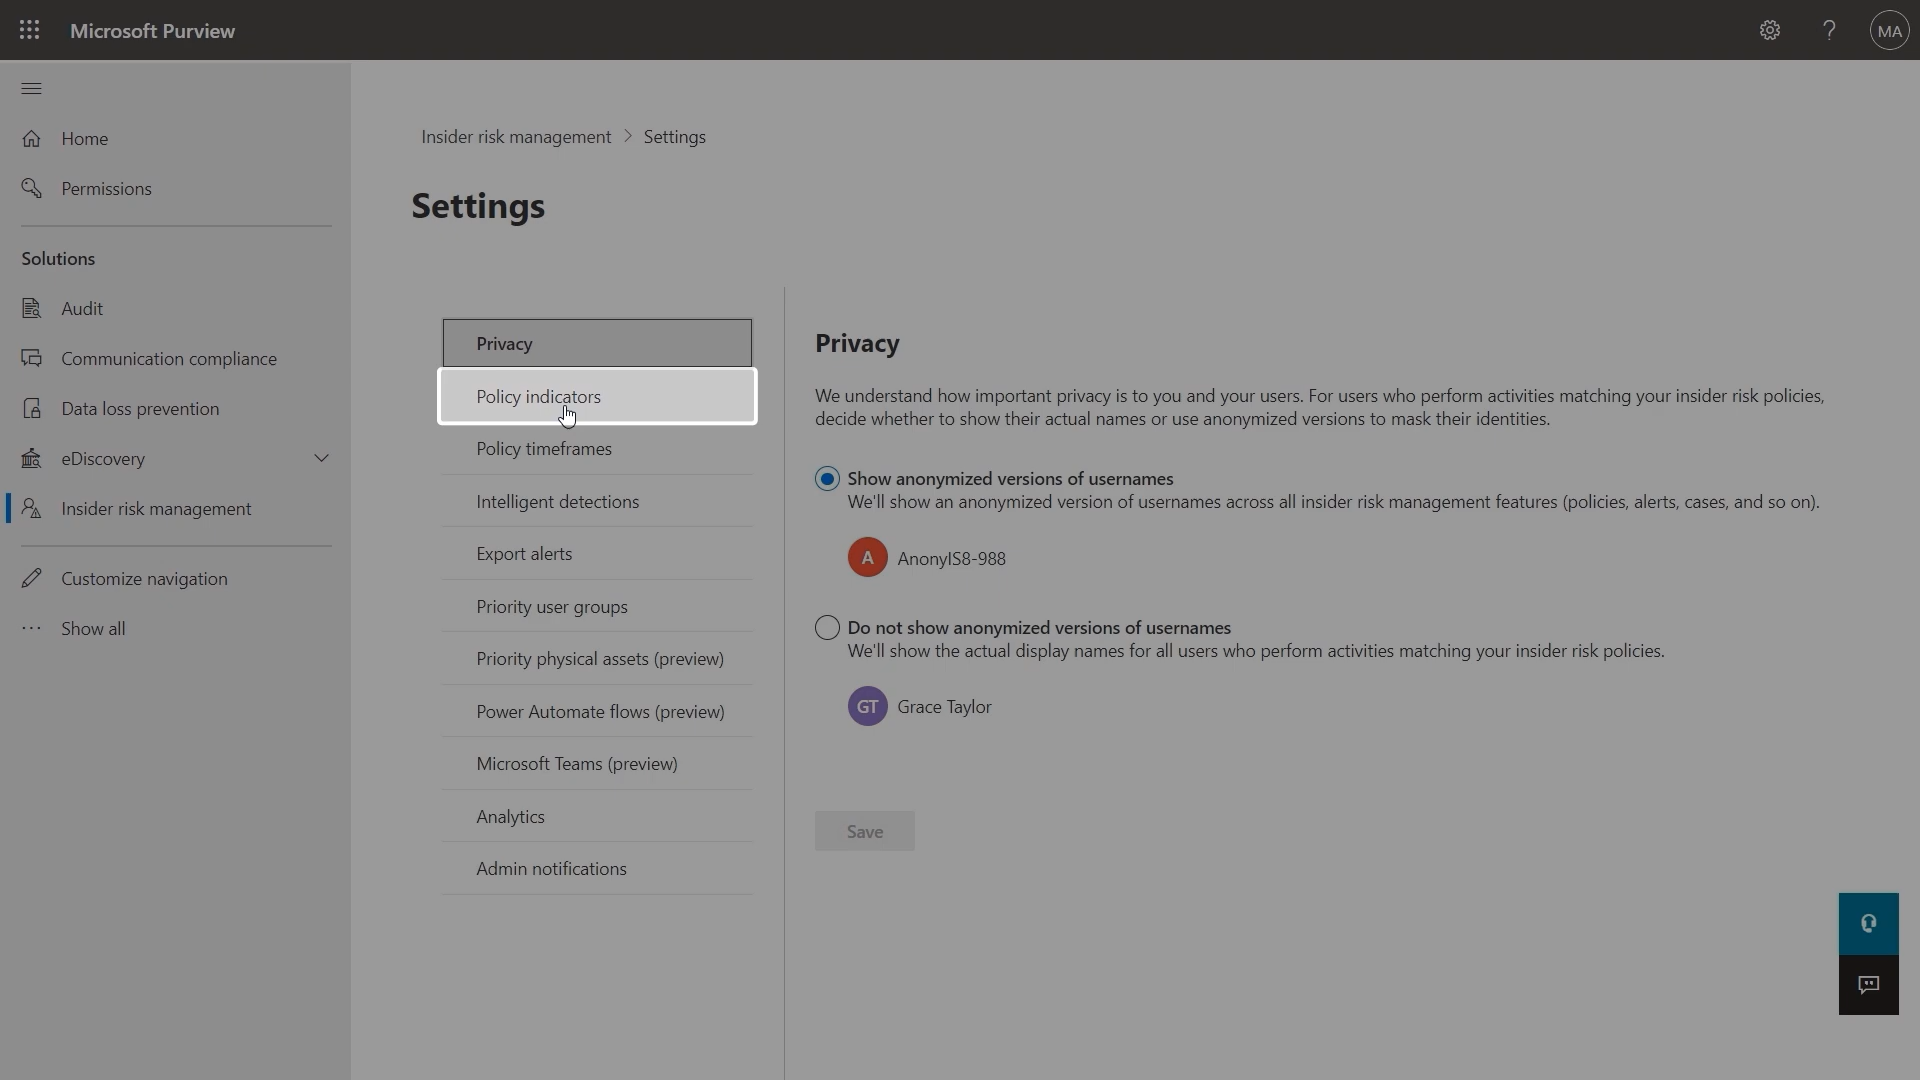 Microsoft Purview
?
MA
Home
Permissions
Solutions
Audit
Communication compliance
Data loss prevention
eDiscovery
Insider risk management
Customize navigation
Show all
Insider risk management > Settings
Settings
Privacy
Policy indicators
Policy timeframes
Intelligent detections
Export alerts
Priority user groups
Priority physical assets (preview)
Power Automate flows (preview)
Microsoft Teams (preview)
Analytics
Admin notifications
Privacy
We understand how important privacy is to you and your users. For users who perform activities matching your insider risk policies,
decide whether to show their actual names or use anonymized versions to mask their identities.
Show anonymized versions of usernames
We'll show an anonymized version of usernames across all insider risk management features (policies, alerts, cases, and so on).
A AnonyIS8-988
Do not show anonymized versions of usernames
We'll show the actual display names for all users who perform activities matching your insider risk policies.
GT Grace Taylor
Save